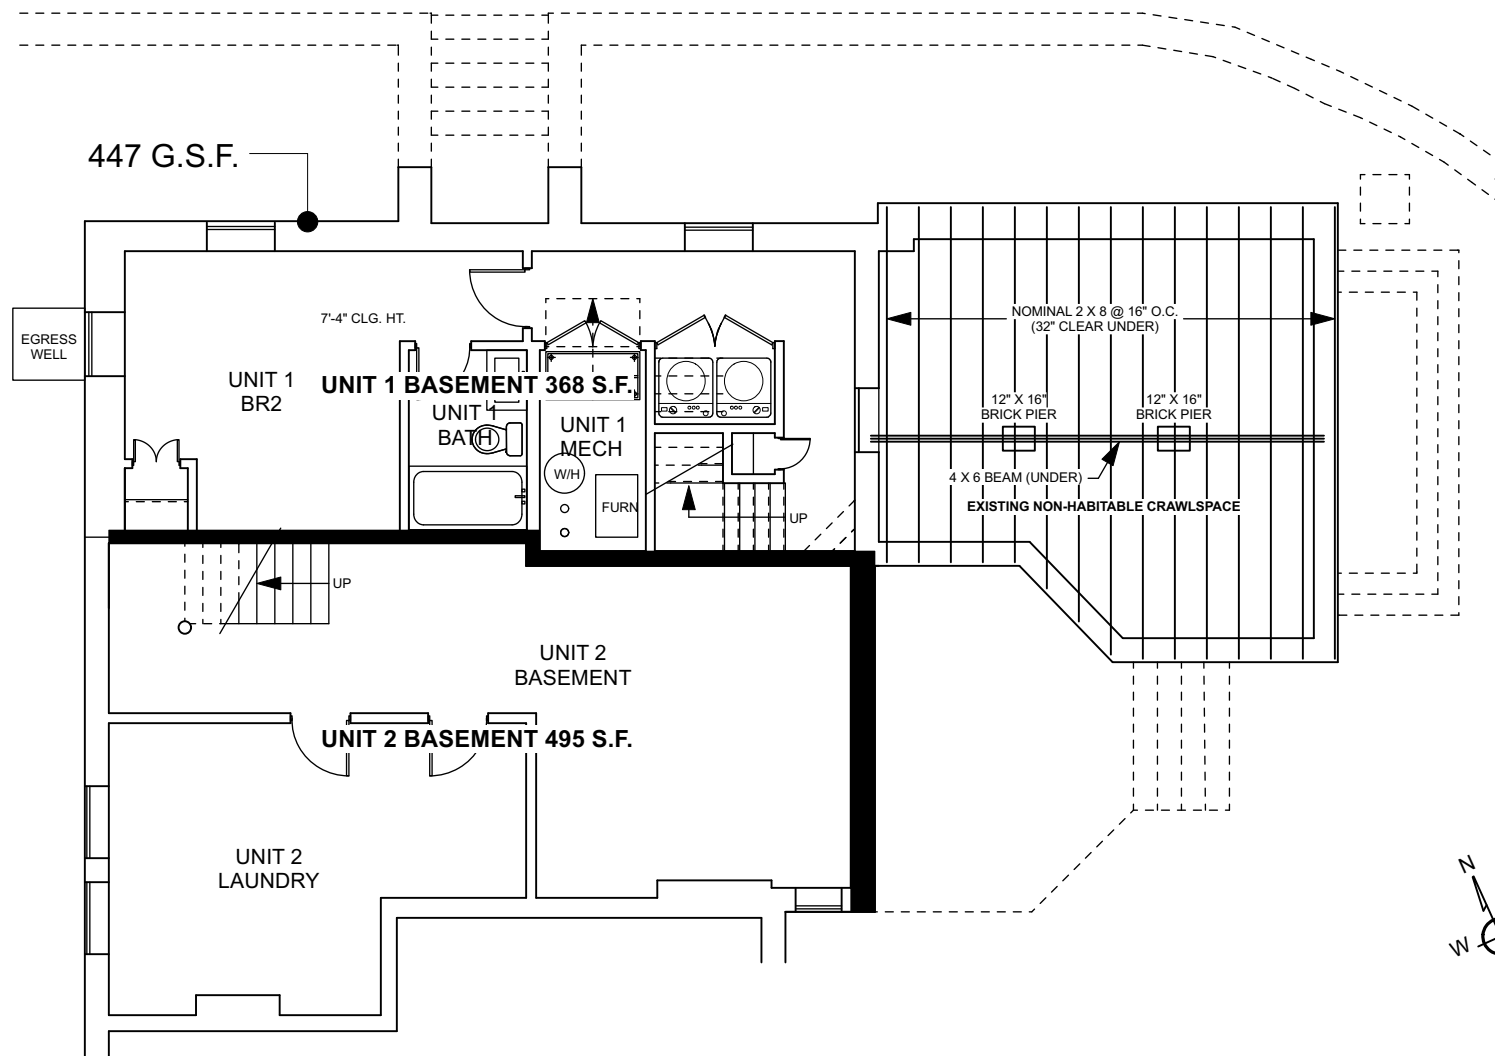 447 G.S.F.
EGRESS
WELL
7'-4" CLG. HT.
UNIT 1
BR2
UNIT 1 BASEMENT 368 S.F.
UNIT 1
BATH
UNIT 1
MECH
W/H
FURN
UP
NOMINAL 2 X 8 @ 16" O.C.
(32" CLEAR UNDER)
12" X 16"
BRICK PIER
12" X 16"
BRICK PIER
4 X 6 BEAM (UNDER)
EXISTING NON-HABITABLE CRAWLSPACE
UP
UNIT 2
BASEMENT
UNIT 2 BASEMENT 495 S.F.
UNIT 2
LAUNDRY
N
W